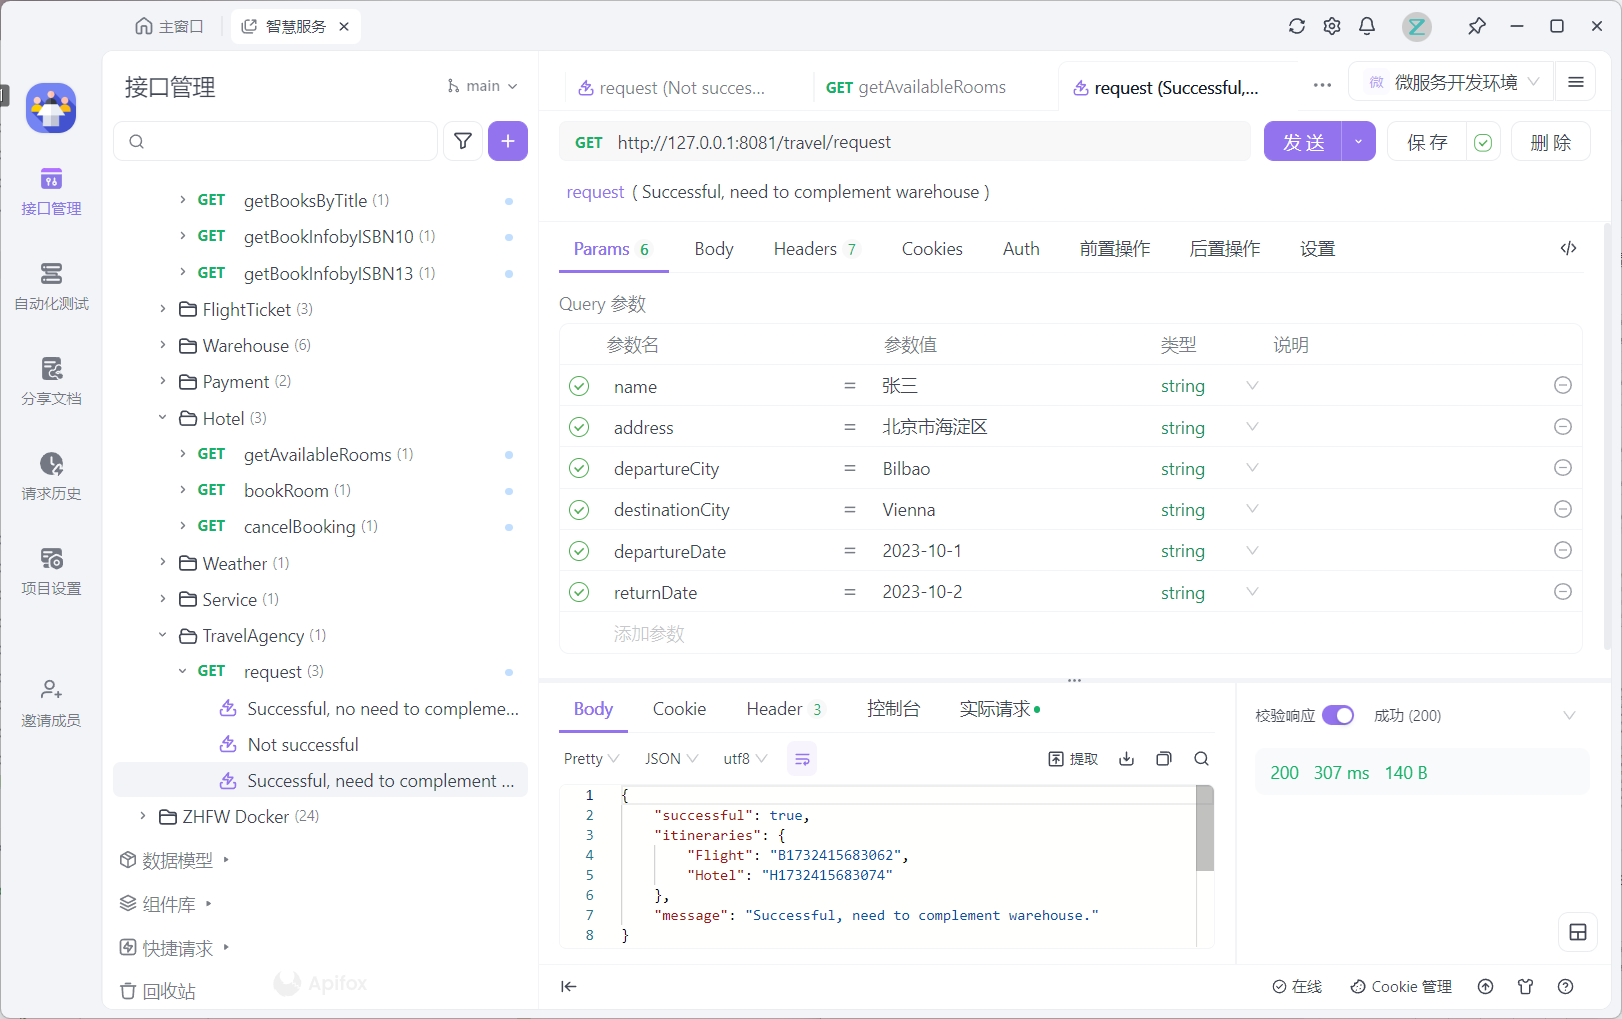 主窗口
智慧服务
接口管理
自动化测试
分享文档
请求历史
项目设置
邀请成员
接口管理
main
GET getBooksByTitle (1)
GET getBookInfobyISBN10 (1)
GET getBookInfobyISBN13 (1)
FlightTicket (3)
Warehouse (6)
Payment (2)
Hotel (3)
GET getAvailableRooms (1)
GET bookRoom (1)
GET cancelBooking (1)
Weather (1)
Service (1)
TravelAgency (1)
GET request (3)
Successful, no need to compleme...
Not successful
Successful, need to complement ...
ZHFW Docker (24)
数据模型
组件库
快捷请求
回收站
Apifox
request (Not succes...
GET getAvailableRooms
request (Successful,...
微 微服务开发环境
GET http://127.0.0.1:8081/travel/request
发 送
保 存
删 除
request ( Successful, need to complement warehouse )
Params 6 Body Headers 7 Cookies Auth 前置操作 后置操作 设置
Query 参数
参数名 参数值 类型 说明
name = 张三 string
address = 北京市海淀区 string
departureCity = Bilbao string
destinationCity = Vienna string
departureDate = 2023-10-1 string
returnDate = 2023-10-2 string
添加参数
Body Cookie Header 3 控制台 实际请求
Pretty JSON utf8 提取
1 {
2 "successful": true,
3 "itineraries": {
4 "Flight": "B1732415683062",
5 "Hotel": "H1732415683074"
6 },
7 "message": "Successful, need to complement warehouse."
8 }
校验响应 成功 (200)
200 307 ms 140 B
在线 Cookie 管理